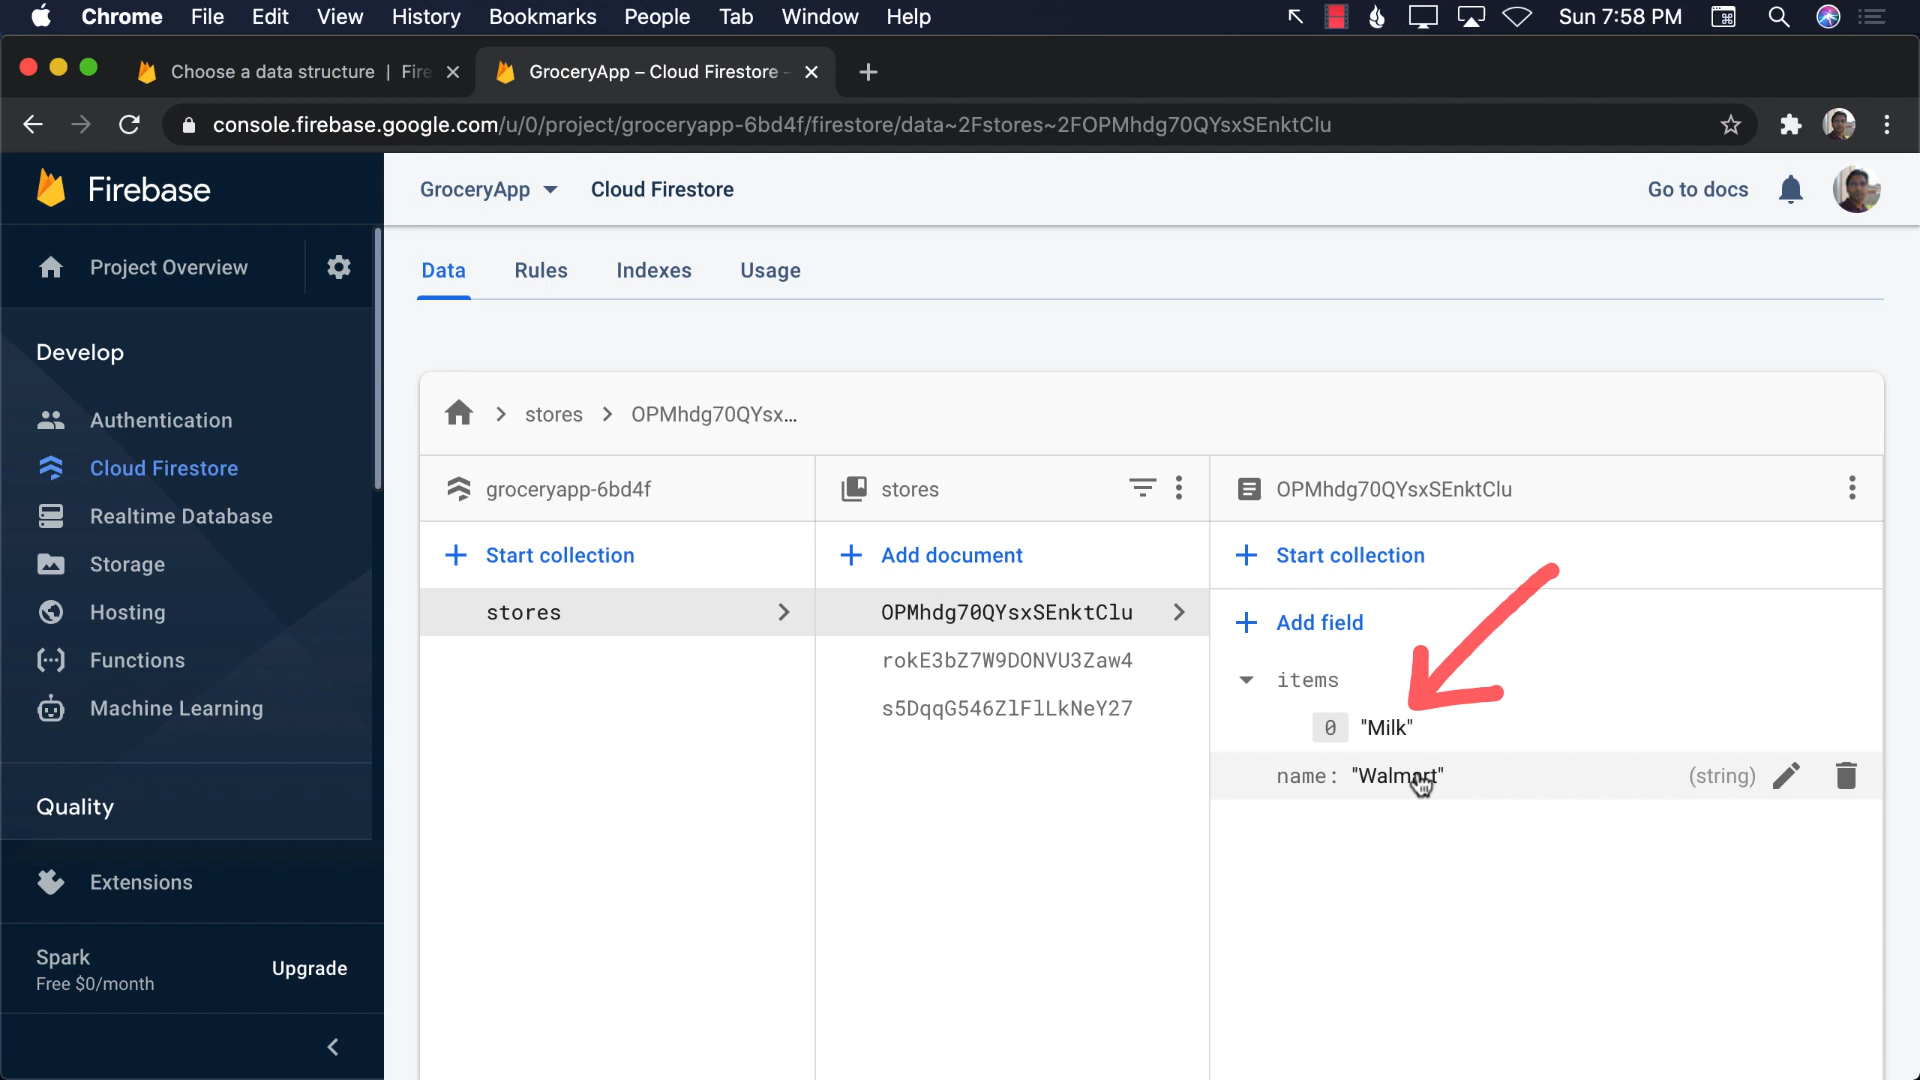 Chrome File Edit View History Bookmarks People Tab Window Help Sun 7:58 PM
Choose a data structure | Fire GroceryApp – Cloud Firestore -
console.firebase.google.com/u/0/project/groceryapp-6bd4f/firestore/data~2Fstores~2FOPMhdg70QYsxSEnktClu
Firebase
GroceryApp Cloud Firestore Go to docs
Project Overview
Data Rules Indexes Usage
Develop
Authentication
Cloud Firestore
Realtime Database
Storage
Hosting
Functions
Machine Learning
Quality
Extensions
Spark
Free $0/month
Upgrade
stores OPMhdg70QYsx...
groceryapp-6bd4f
Start collection
stores
stores
Add document
OPMhdg70QYsxSEnktClu
rokE3bZ7W9DONVU3Zaw4
s5DqqG546ZlFlLkNeY27
OPMhdg70QYsxSEnktClu
Start collection
Add field
items
0 "Milk"
name: "Walmart" (string)